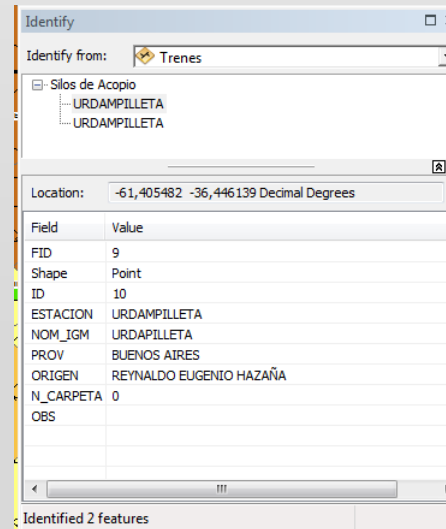 Identify
Identify from: Trenes
Silos de Acopio
URDAMPILLETA
URDAMPILLETA
Location: -61,405482 -36,446139 Decimal Degrees
Field Value
FID 9
Shape Point
ID 10
ESTACION URDAMPILLETA
NOM_IGM URDAPILLETA
PROV BUENOS AIRES
ORIGEN REYNALDO EUGENIO HAZAÑA
N_CARPETA 0
OBS
Identified 2 features